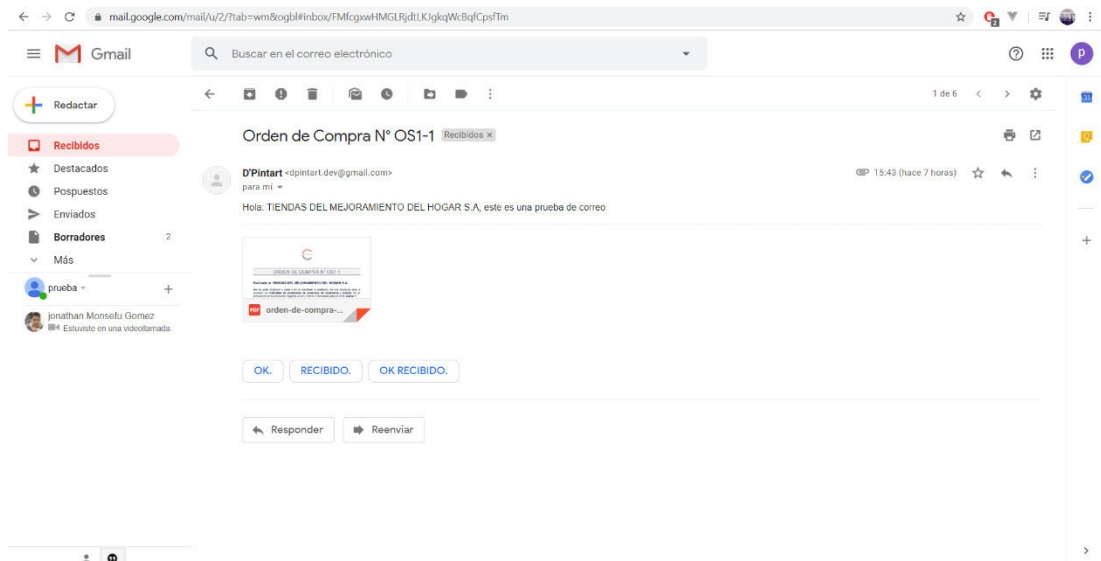 mail.google.com/mail/u/2/?tab=wm&ogbl#inbox/FMfcgxwHMGLRjdtLKJgkqWcBqfCpsfTm
2
Gmail
Buscar en el correo electrónico
P
Redactar
1 de 6
31
Orden de Compra N° OS1-1 Recibidos ×
Recibidos
Destacados
Pospuestos
Enviados
Borradores 2
Más
prueba
jonathan Monsefu Gomez
Estuviste en una videollamada.
D'Pintart <dpintart.dev@gmail.com>
15:43 (hace 7 horas)
para mí
Hola: TIENDAS DEL MEJORAMIENTO DEL HOGAR S.A, este es una prueba de correo
ORDEN DE COMPRA N° OS1-1
PDF orden-de-compra-...
OK.
RECIBIDO.
OK RECIBIDO.
Responder
Reenviar